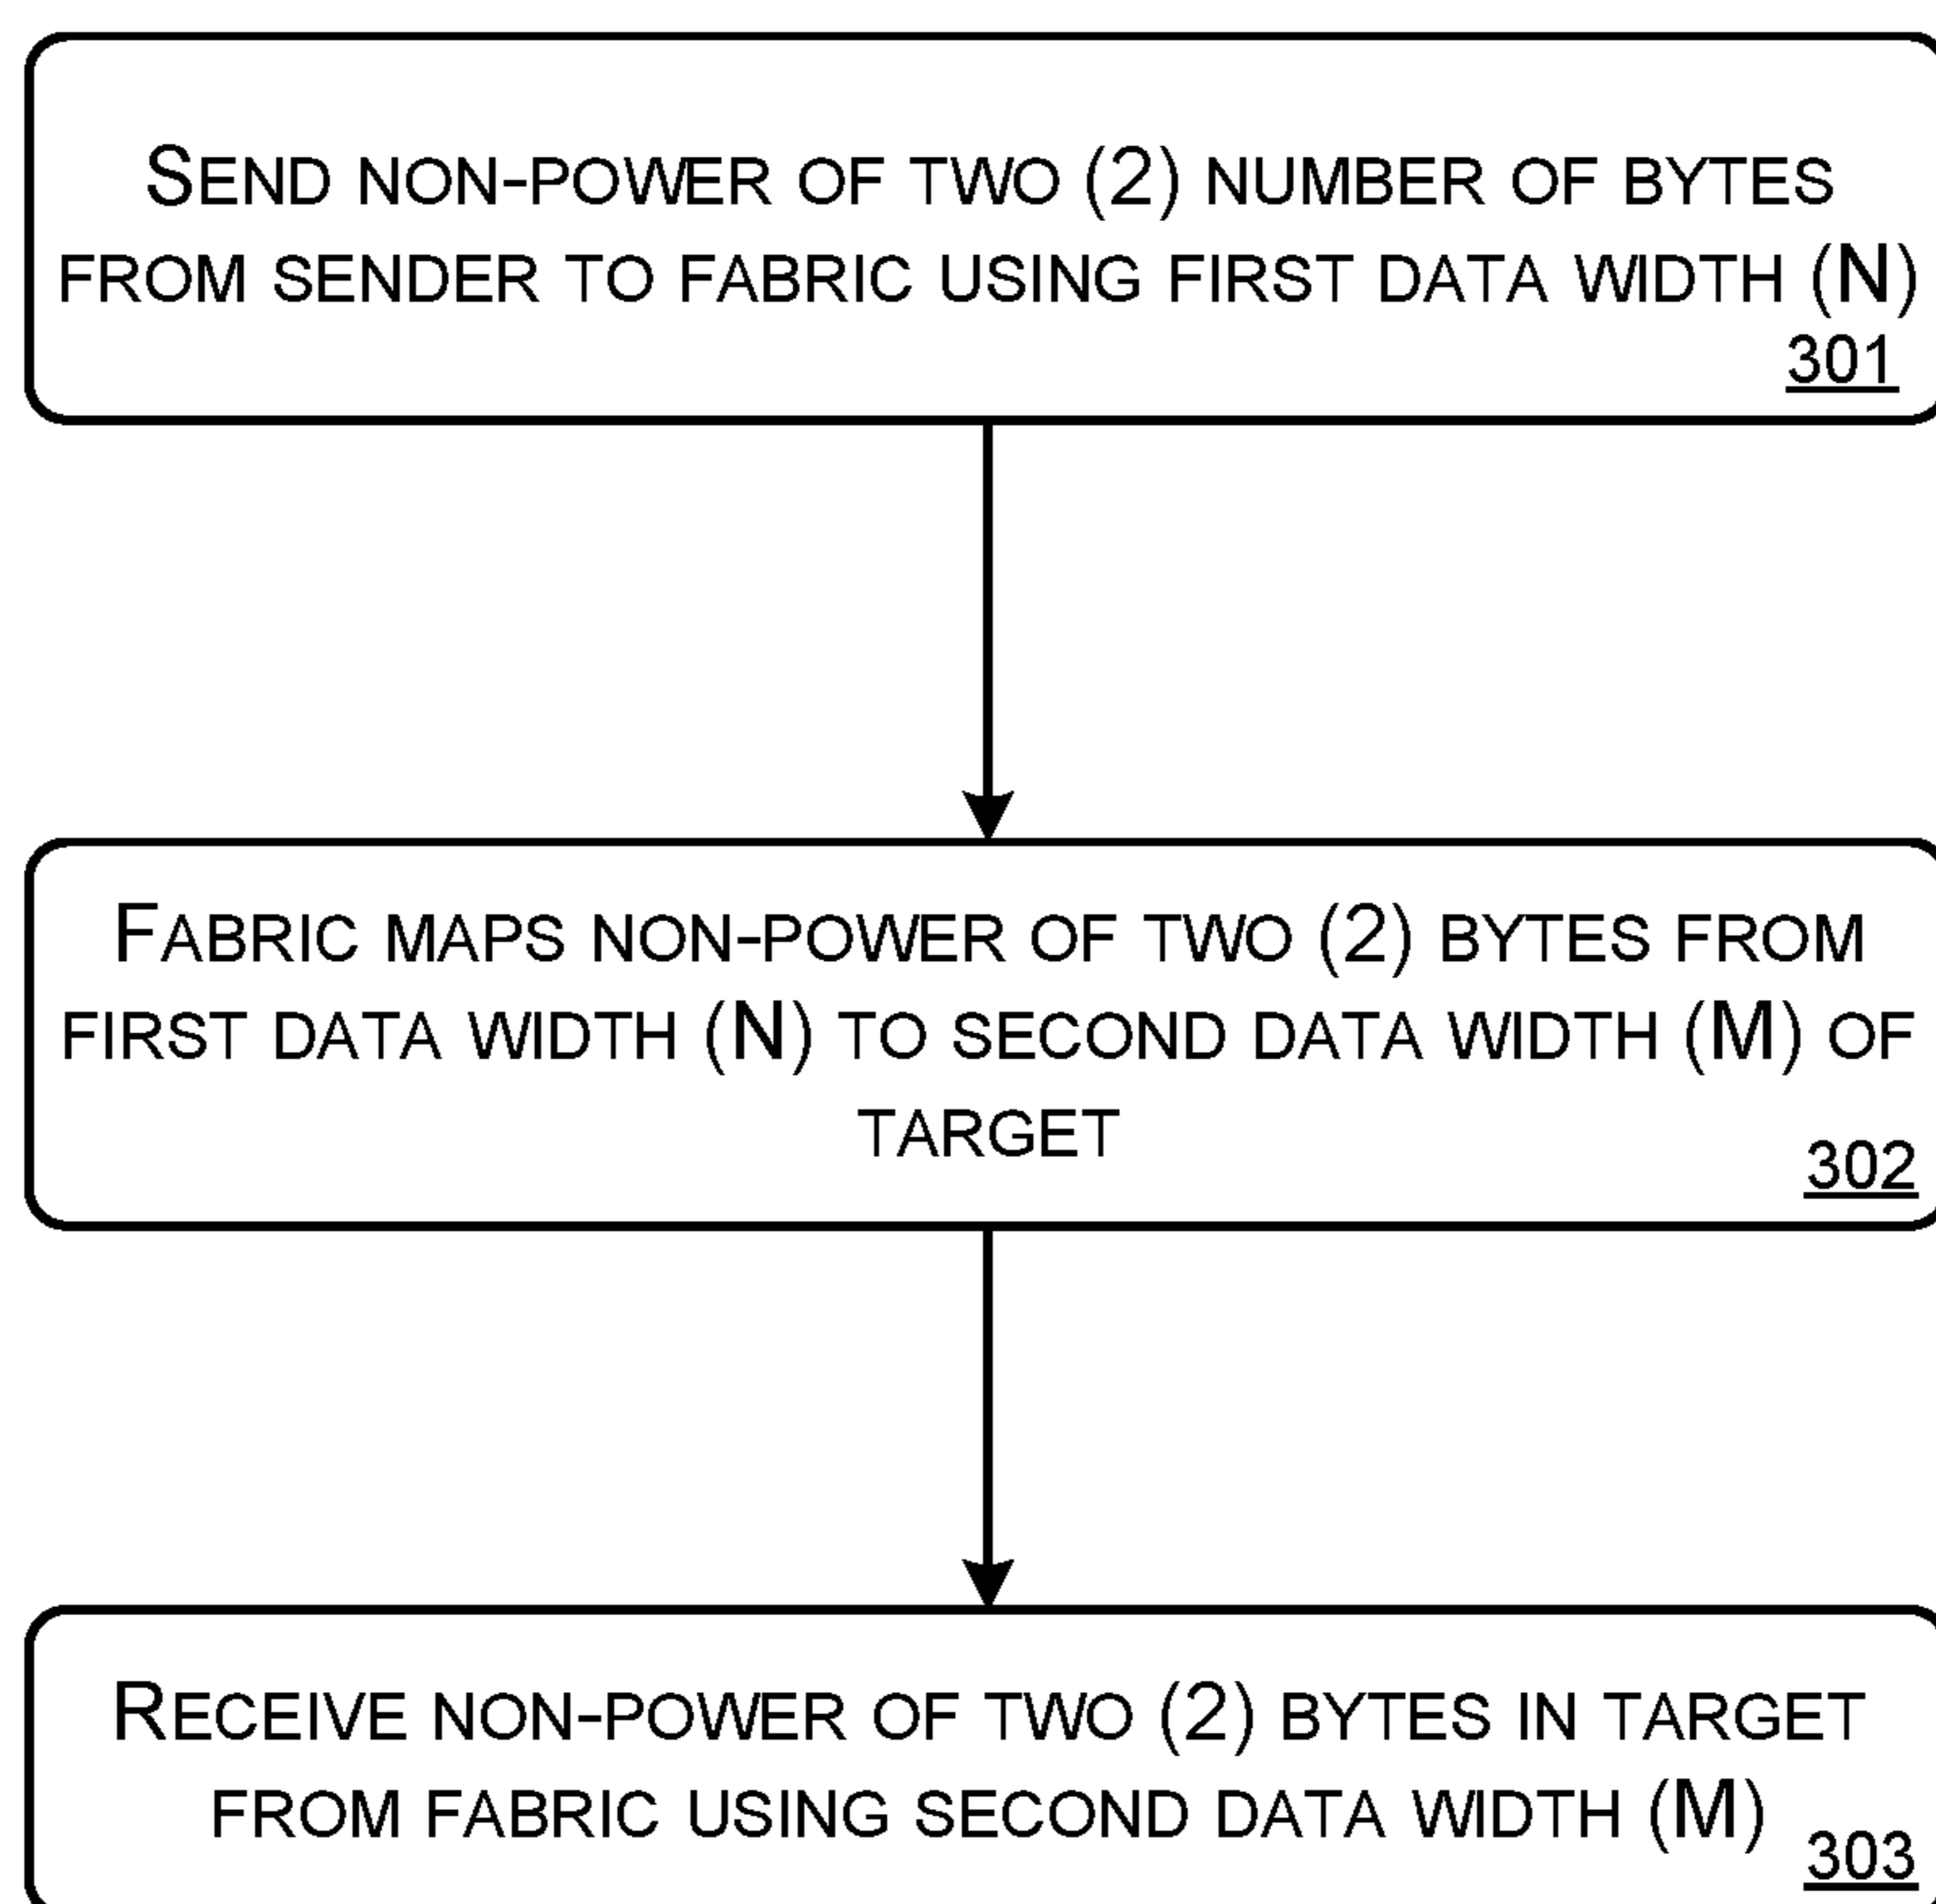 SEND NON-POWER OF TWO (2) NUMBER OF BYTES
FROM SENDER TO FABRIC USING FIRST DATA WIDTH (N)
301
FABRIC MAPS NON-POWER OF TWO (2) BYTES FROM
FIRST DATA WIDTH (N) TO SECOND DATA WIDTH (M) OF
TARGET
302
RECEIVE NON-POWER OF TWO (2) BYTES IN TARGET
FROM FABRIC USING SECOND DATA WIDTH (M)
303